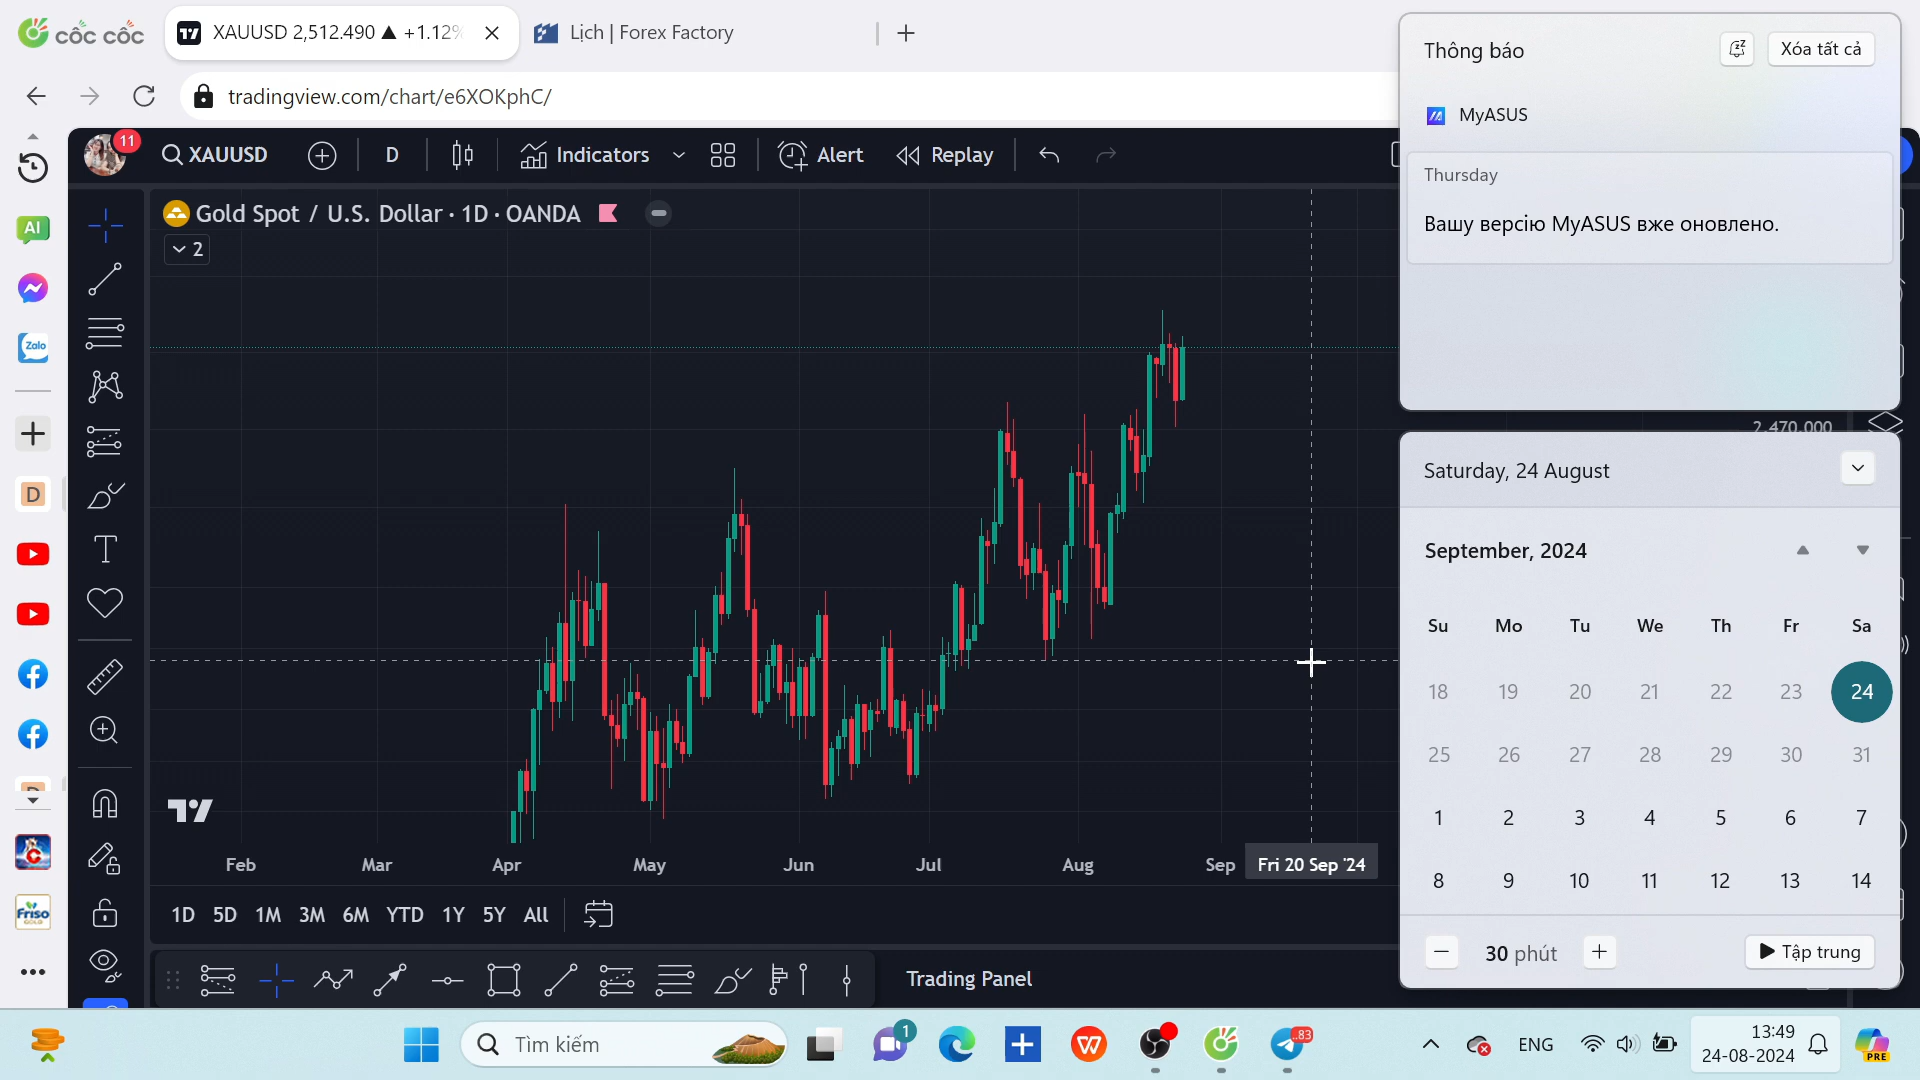 cốc cốc
XAUUSD 2,512.490 ▲ +1.12%
Lịch | Forex Factory
tradingview.com/chart/e6XOKphC/
11
XAUUSD
D
Indicators
Alert
Replay
Gold Spot / U.S. Dollar · 1D · OANDA
2
AI
Zalo
D
Friso
GOLD
T
Feb
Mar
Apr
May
Jun
Jul
Aug
Sep
Fri 20 Sep '24
1D 5D 1M 3M 6M YTD 1Y 5Y All
Trading Panel
Thông báo
Xóa tất cả
MyASUS
Thursday
Вашу версію MyASUS вже оновлено.
2,470.000
Saturday, 24 August
September, 2024
Su Mo Tu We Th Fr Sa
18 19 20 21 22 23 24
25 26 27 28 29 30 31
1 2 3 4 5 6 7
8 9 10 11 12 13 14
30 phút
Tập trung
Tìm kiếm
1
83
ENG
13:49
24-08-2024
PRE